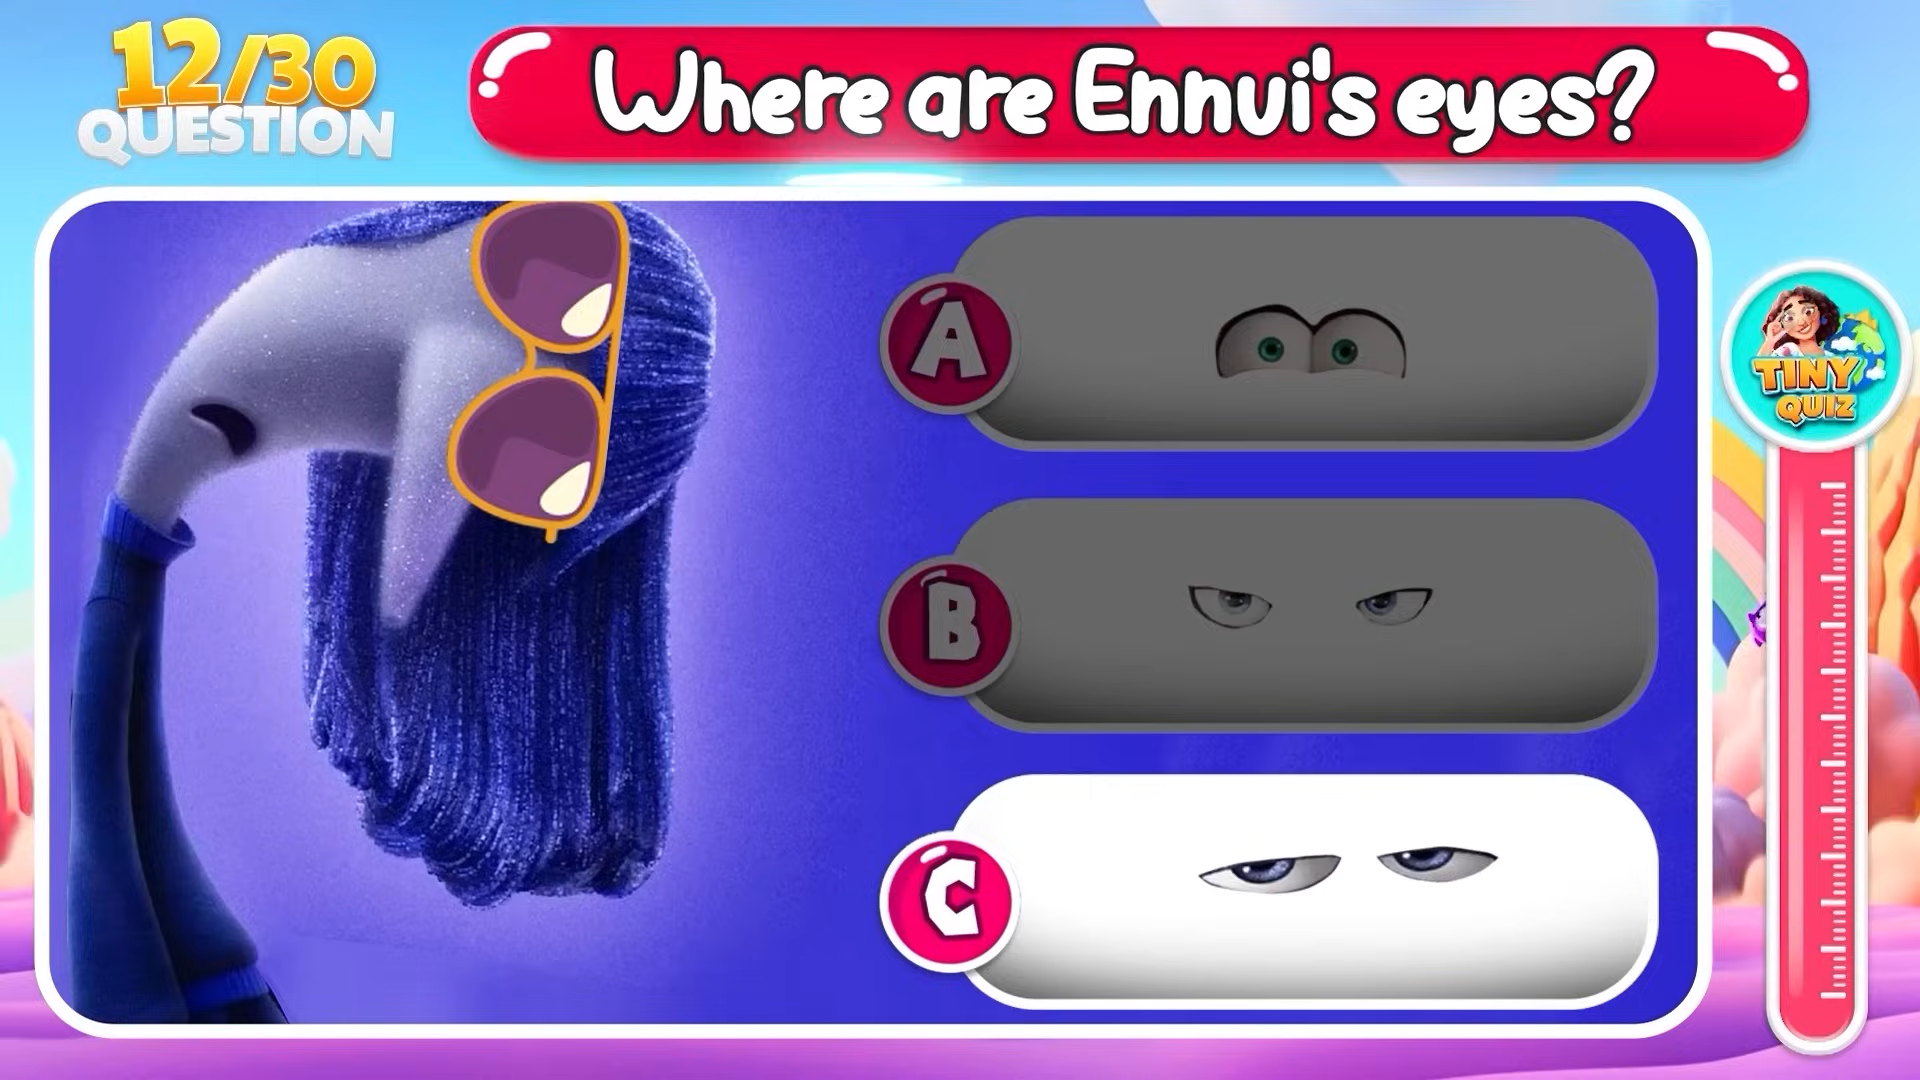 12/30
QUESTION
Where are Ennui's eyes?
A
B
C
TINY
QUIZ